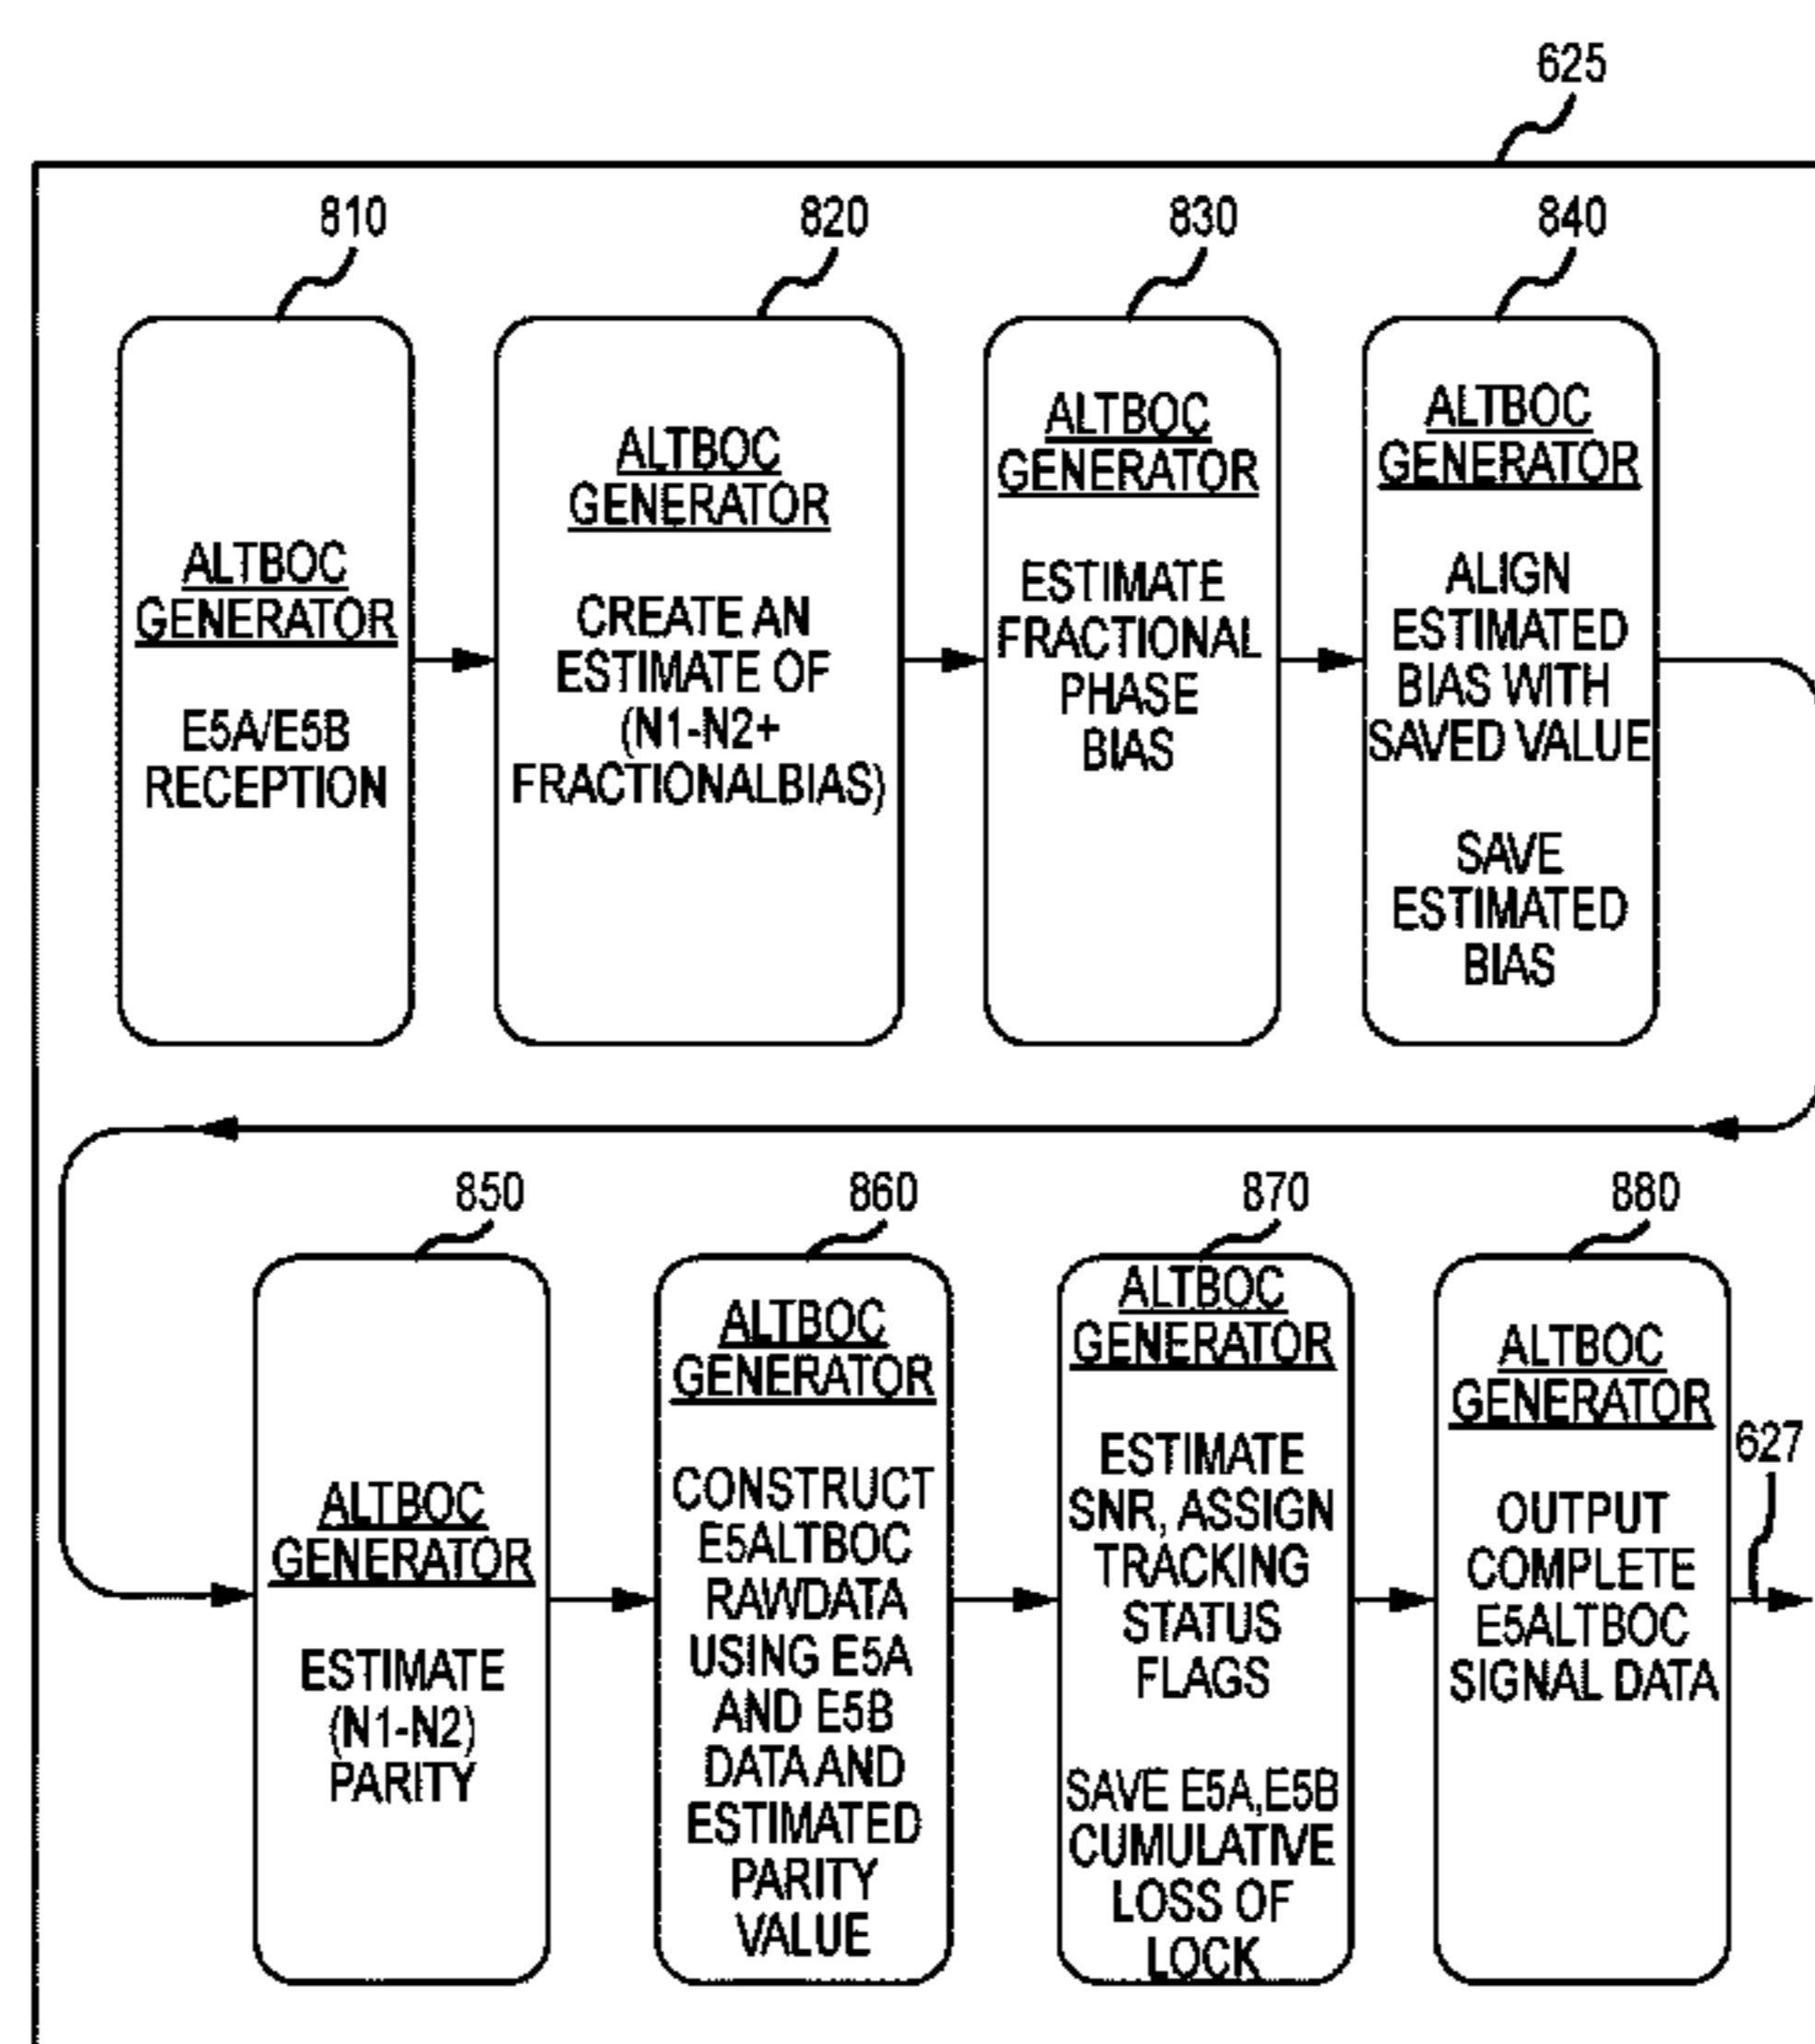 625
810
ALTBOC
GENERATOR
E5A/E5B
RECEPTION
820
ALTBOC
GENERATOR
CREATE AN
ESTIMATE OF
(N1-N2+
FRACTIONALBIAS)
830
ALTBOC
GENERATOR
ESTIMATE
FRACTIONAL
PHASE
BIAS
840
ALTBOC
GENERATOR
ALIGN
ESTIMATED
BIAS WITH
SAVED VALUE
SAVE
ESTIMATED
BIAS
850
ALTBOC
GENERATOR
ESTIMATE
(N1-N2)
PARITY
860
ALTBOC
GENERATOR
CONSTRUCT
E5ALTBOC
RAWDATA
USING E5A
AND E5B
DATA AND
ESTIMATED
PARITY
VALUE
870
ALTBOC
GENERATOR
ESTIMATE
SNR, ASSIGN
TRACKING
STATUS
FLAGS
SAVE E5A,E5B
CUMULATIVE
LOSS OF
LOCK
880
ALTBOC
GENERATOR
OUTPUT
COMPLETE
E5ALTBOC
SIGNAL DATA
627